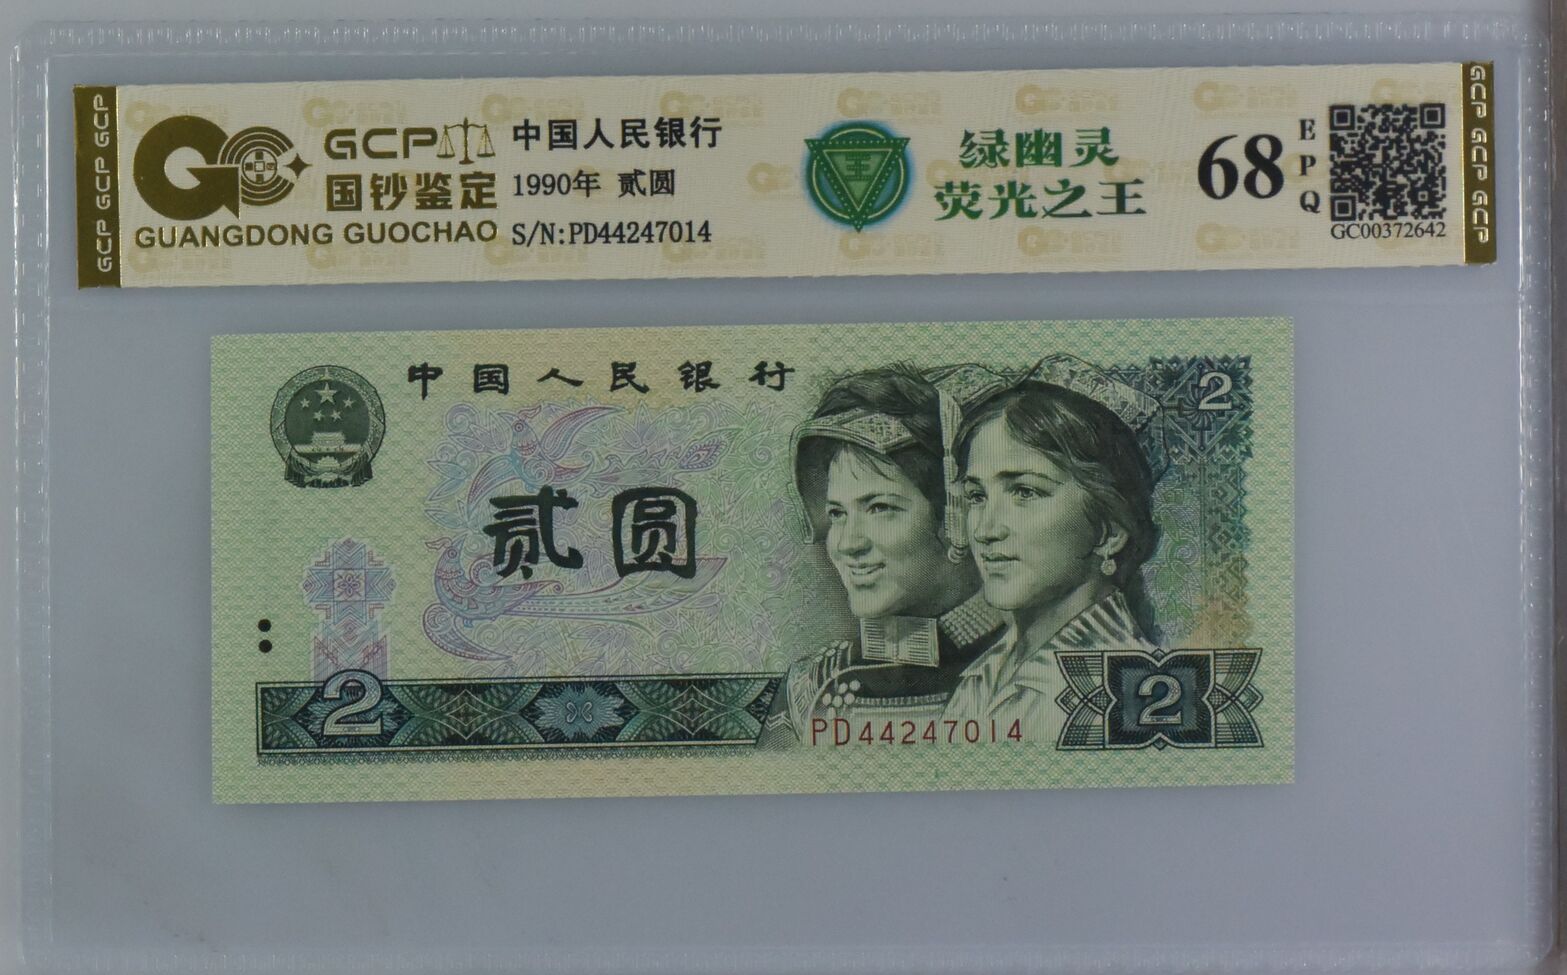 GCP GCP GCP
GCP
国钞鉴定
GUANGDONG GUOCHAO
中国人民银行
1990年 贰圆
S/N:PD44247014
王
绿幽灵
荧光之王
68
EPQ
GC00372642
GCP GCP GCP
中国人民银行
2
贰圆
2
2
PD44247014